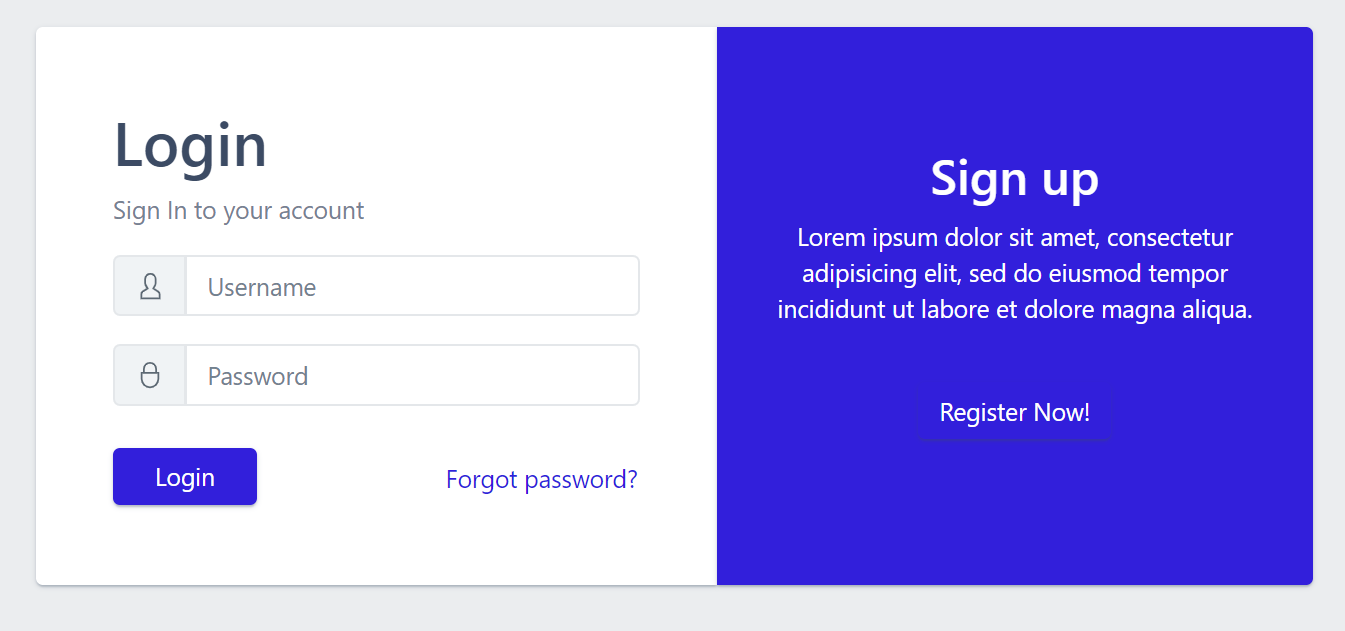 Login
Sign In to your account
Username
Password
Login
Forgot password?
Sign up
Lorem ipsum dolor sit amet, consectetur
adipisicing elit, sed do eiusmod tempor
incididunt ut labore et dolore magna aliqua.
Register Now!